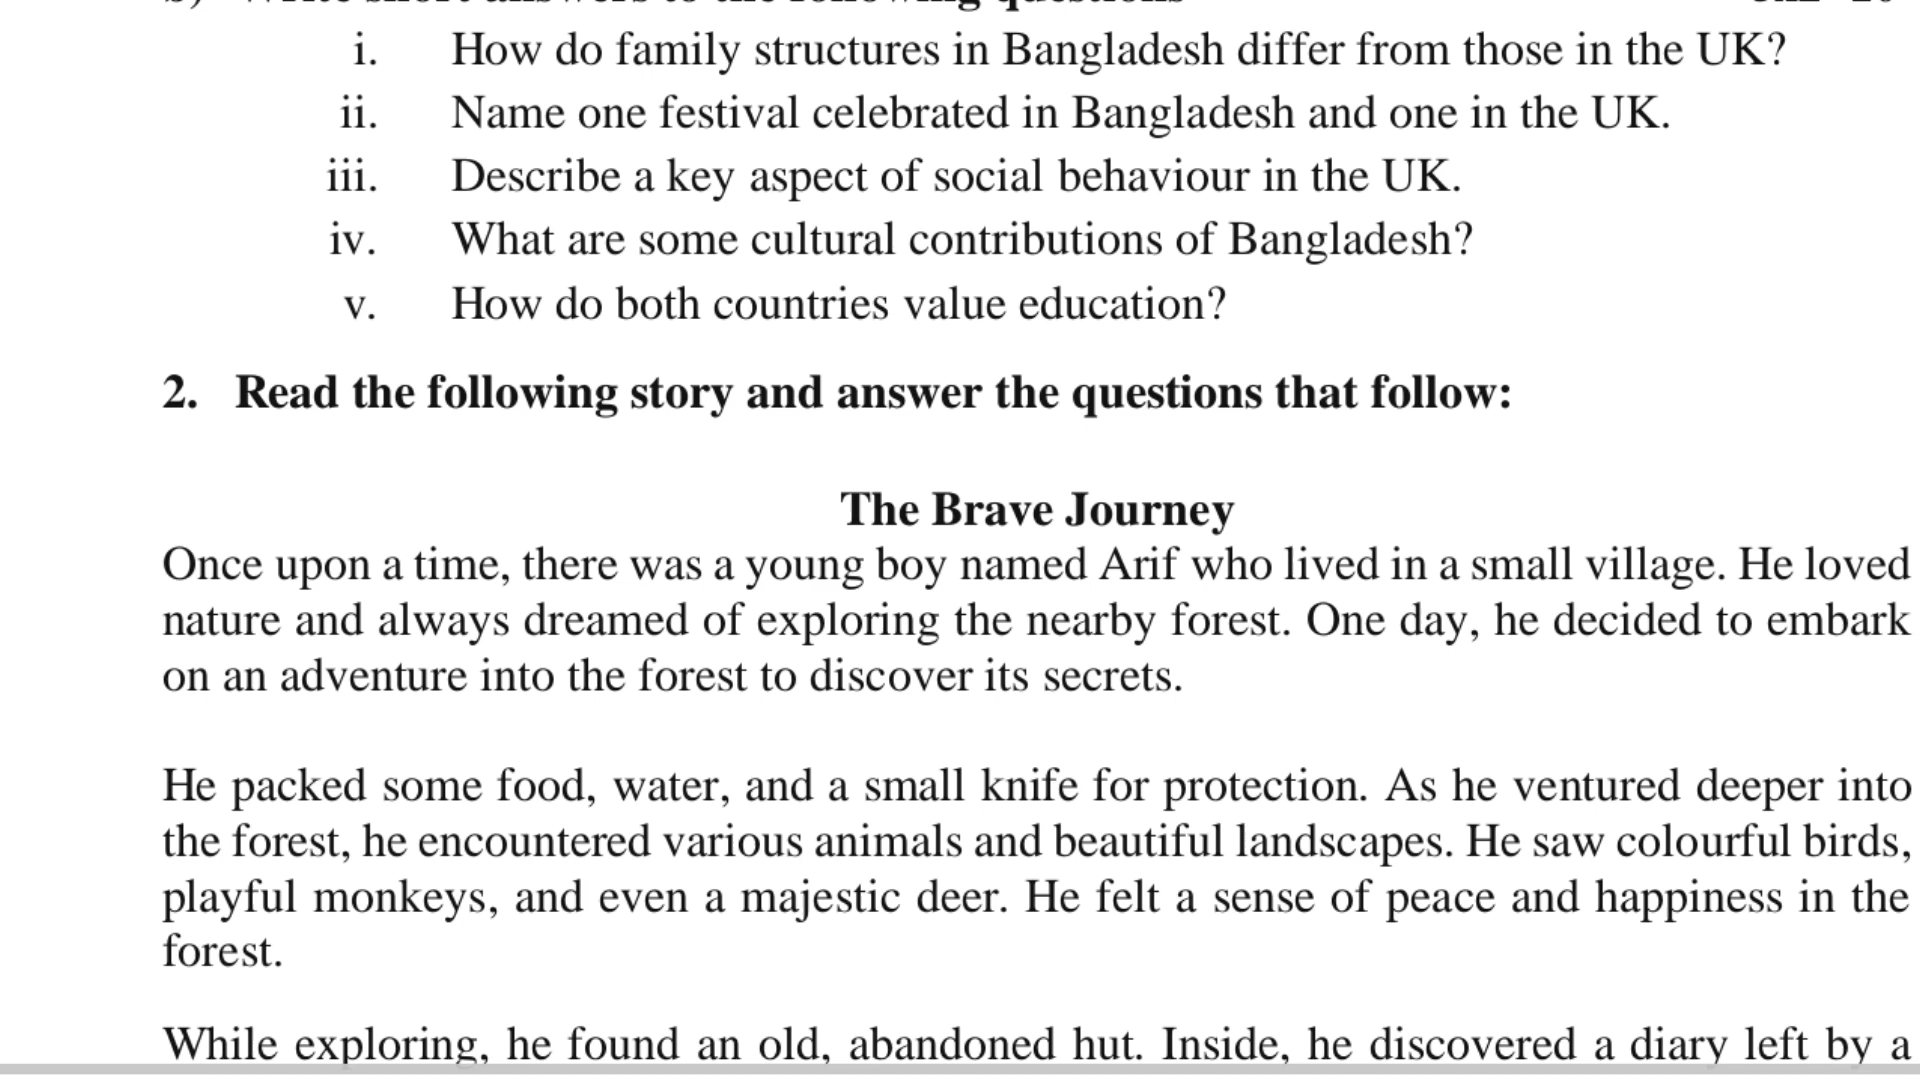 b) Write short answers to the following questions
i. How do family structures in Bangladesh differ from those in the UK?
ii. Name one festival celebrated in Bangladesh and one in the UK.
iii. Describe a key aspect of social behaviour in the UK.
iv. What are some cultural contributions of Bangladesh?
v. How do both countries value education?
2. Read the following story and answer the questions that follow:
The Brave Journey
Once upon a time, there was a young boy named Arif who lived in a small village. He loved
nature and always dreamed of exploring the nearby forest. One day, he decided to embark
on an adventure into the forest to discover its secrets.
He packed some food, water, and a small knife for protection. As he ventured deeper into
the forest, he encountered various animals and beautiful landscapes. He saw colourful birds,
playful monkeys, and even a majestic deer. He felt a sense of peace and happiness in the
forest.
While exploring, he found an old, abandoned hut. Inside, he discovered a diary left by a